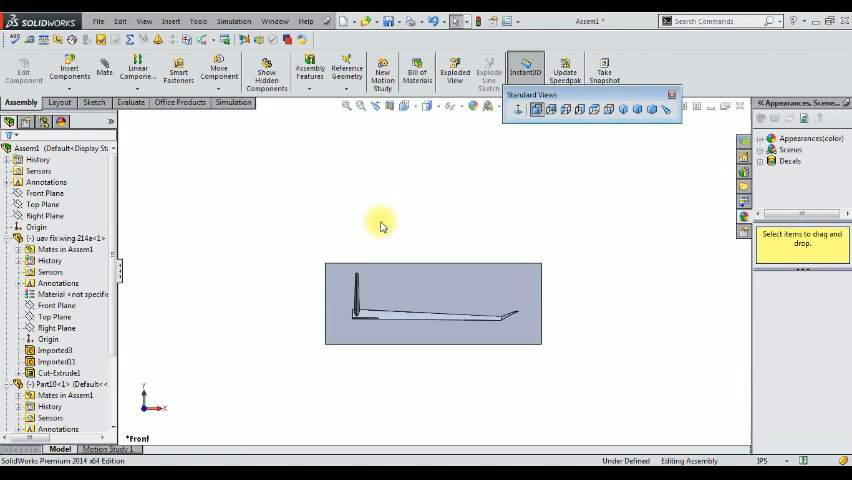 SOLIDWORKS
File Edit View Insert Tools Simulation Window Help
Assem1 *
Search Commands
Edit Component
Insert Components
Mate
Linear Component...
Smart Fasteners
Move Component
Show Hidden Components
Assembly Features
Reference Geometry
New Motion Study
Bill of Materials
Exploded View
Explode Line Sketch
Instant3D
Update Speedpak
Take Snapshot
Assembly Layout Sketch Evaluate Office Products Simulation
Standard Views
Appearances, Scene...
Assem1 (Default<Display Sta
History
Sensors
Annotations
Front Plane
Top Plane
Right Plane
Origin
(-) uav fix wing 214a<1>
Mates in Assem1
History
Sensors
Annotations
Material <not specifie
Front Plane
Top Plane
Right Plane
Origin
Imported3
Imported11
Cut-Extrude1
(-) Part10<1> (Default<<
Mates in Assem1
History
Sensors
Annotations
Appearances(color)
Scenes
Decals
Select items to drag and
drop.
Y
X
*Front
Model Motion Study 1
SolidWorks Premium 2014 x64 Edition
Under Defined Editing Assembly IPS